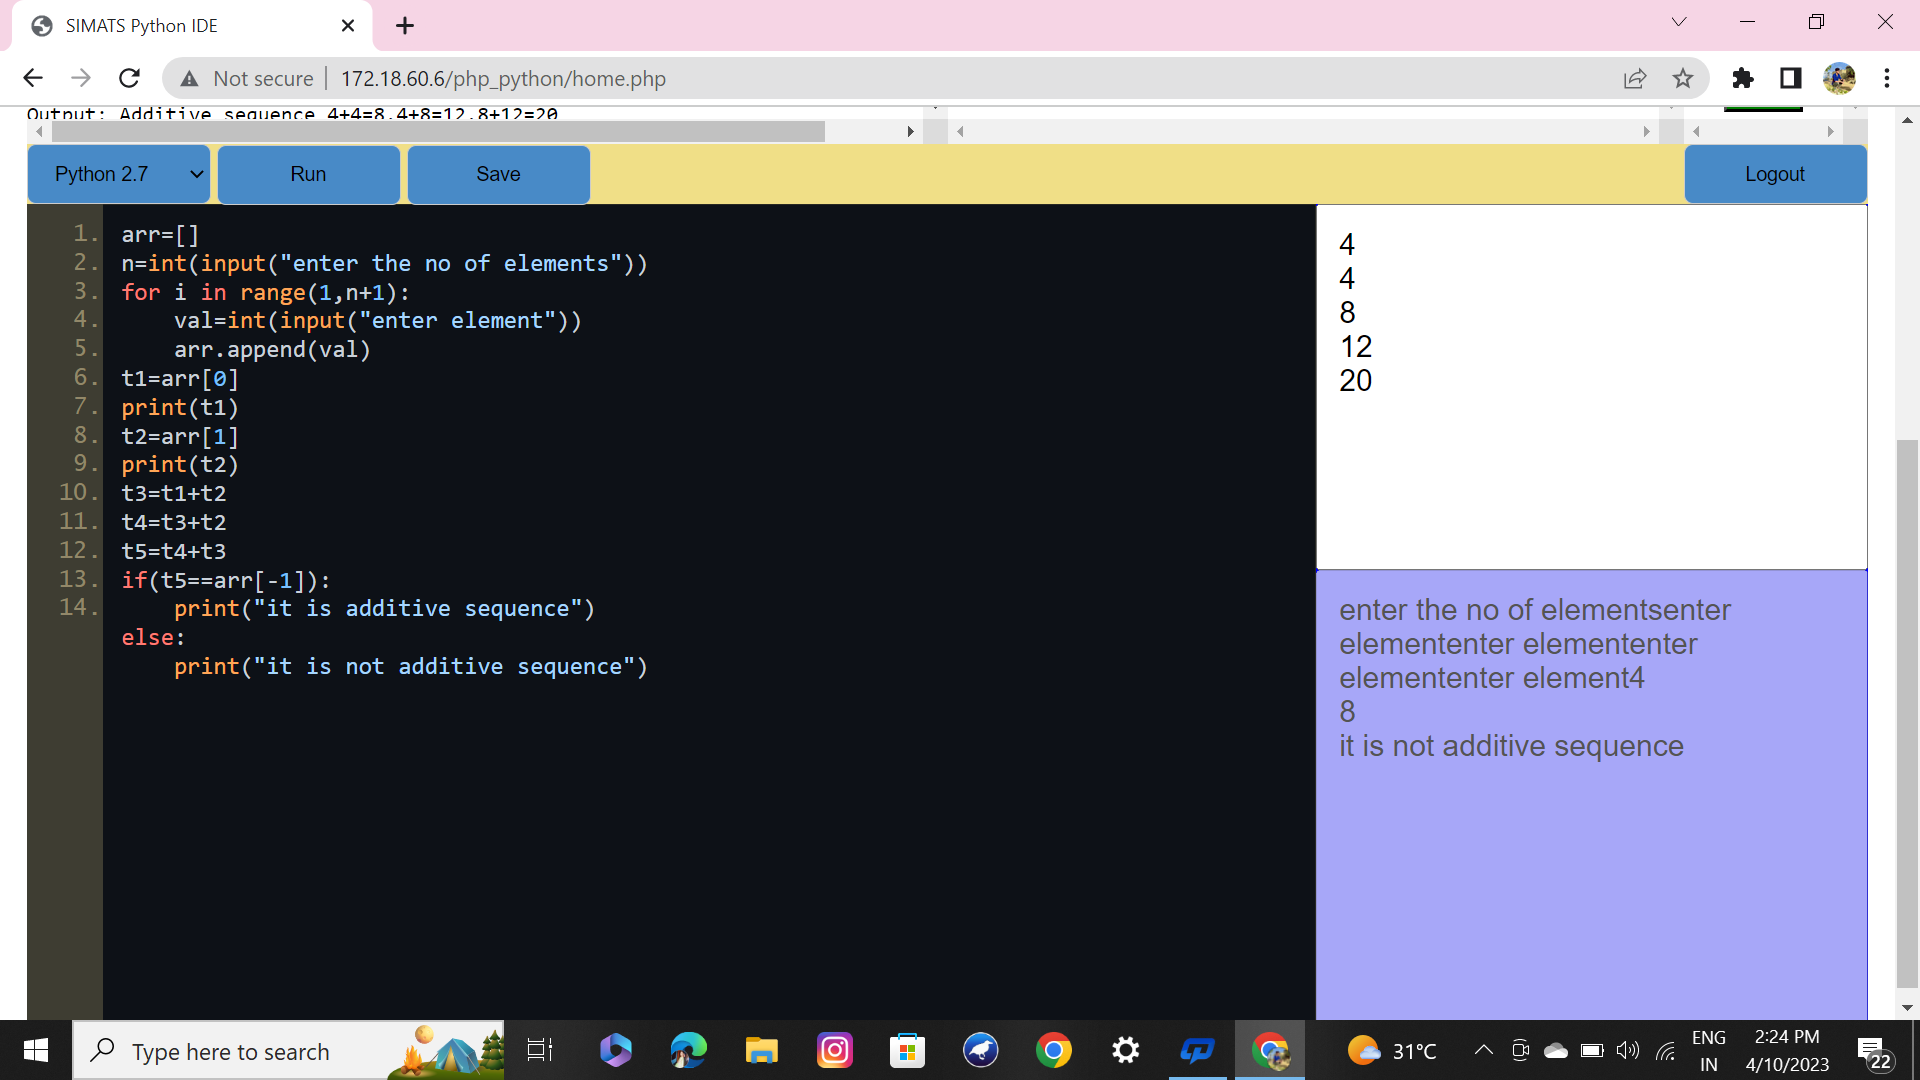 SIMATS Python IDE
Not secure
172.18.60.6/php_python/home.php
Output: Additive sequence 4+4=8,4+8=12,8+12=20
Python 2.7
Run
Save
Logout
1. arr=[]
2. n=int(input("enter the no of elements"))
3. for i in range(1,n+1):
4. val=int(input("enter element"))
5. arr.append(val)
6. t1=arr[0]
7. print(t1)
8. t2=arr[1]
9. print(t2)
10. t3=t1+t2
11. t4=t3+t2
12. t5=t4+t3
13. if(t5==arr[-1]):
14. print("it is additive sequence")
else:
print("it is not additive sequence")
4
4
8
12
20
enter the no of elementsenter
elemententer elemententer
elemententer element4
8
it is not additive sequence
Type here to search
31°C
ENG
IN
2:24 PM
4/10/2023
22